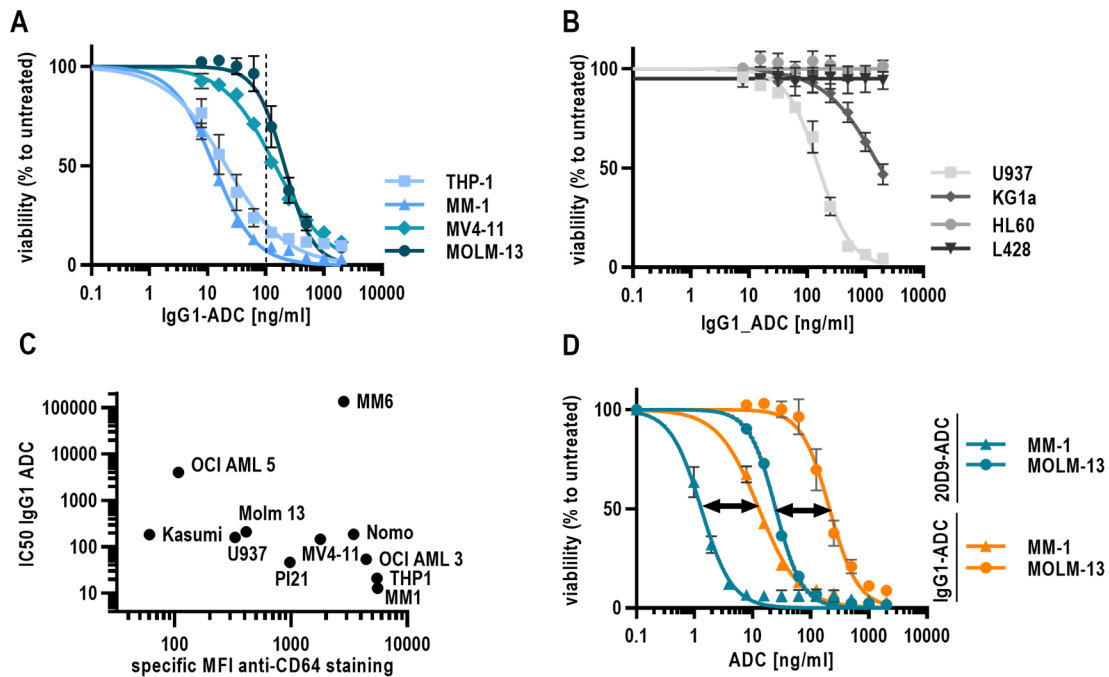 A
viablility (% to untreated)
100
50
0
0.1
1
10
100
1000
10000
IgG1-ADC [ng/ml]
THP-1
MM-1
MV4-11
MOLM-13
B
viablility (% to untreated)
100
50
0
0.1
1
10
100
1000
10000
IgG1_ADC [ng/ml]
U937
KG1a
HL60
L428
C
IC50 IgG1 ADC
100000
10000
1000
100
10
100
1000
10000
specific MFI anti-CD64 staining
MM6
OCI AML 5
Kasumi
Molm 13
U937
PI21
MV4-11
Nomo
OCI AML 3
THP1
MM1
D
viablility (% to untreated)
100
50
0
0.1
1
10
100
1000
10000
ADC [ng/ml]
20D9-ADC
MM-1
MOLM-13
IgG1-ADC
MM-1
MOLM-13